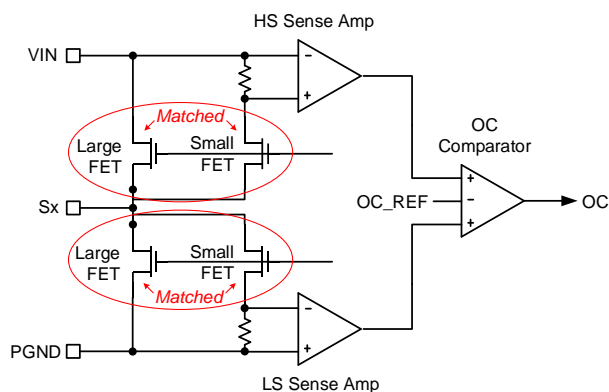 HS Sense Amp
VIN
−
+
Matched
Large
FET
Small
FET
OC
Comparator
+
−
+
OC_REF
OC
Sx
Large
FET
Small
FET
Matched
−
+
PGND
LS Sense Amp